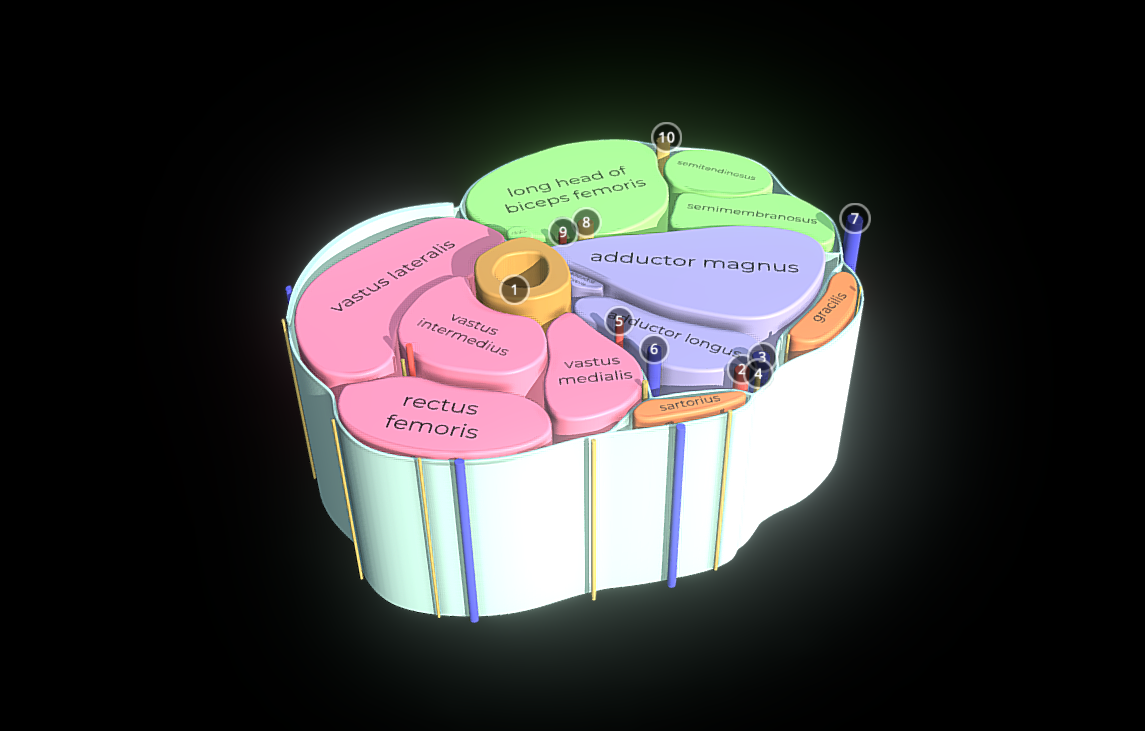 10
semitendinosus
long head of
biceps femoris
semimembranosus
7
9
8
adductor magnus
vastus lateralis
1
gracilis
vastus
intermedius
5
adductor longus
6
3
2
4
vastus
medialis
rectus
femoris
sartorius